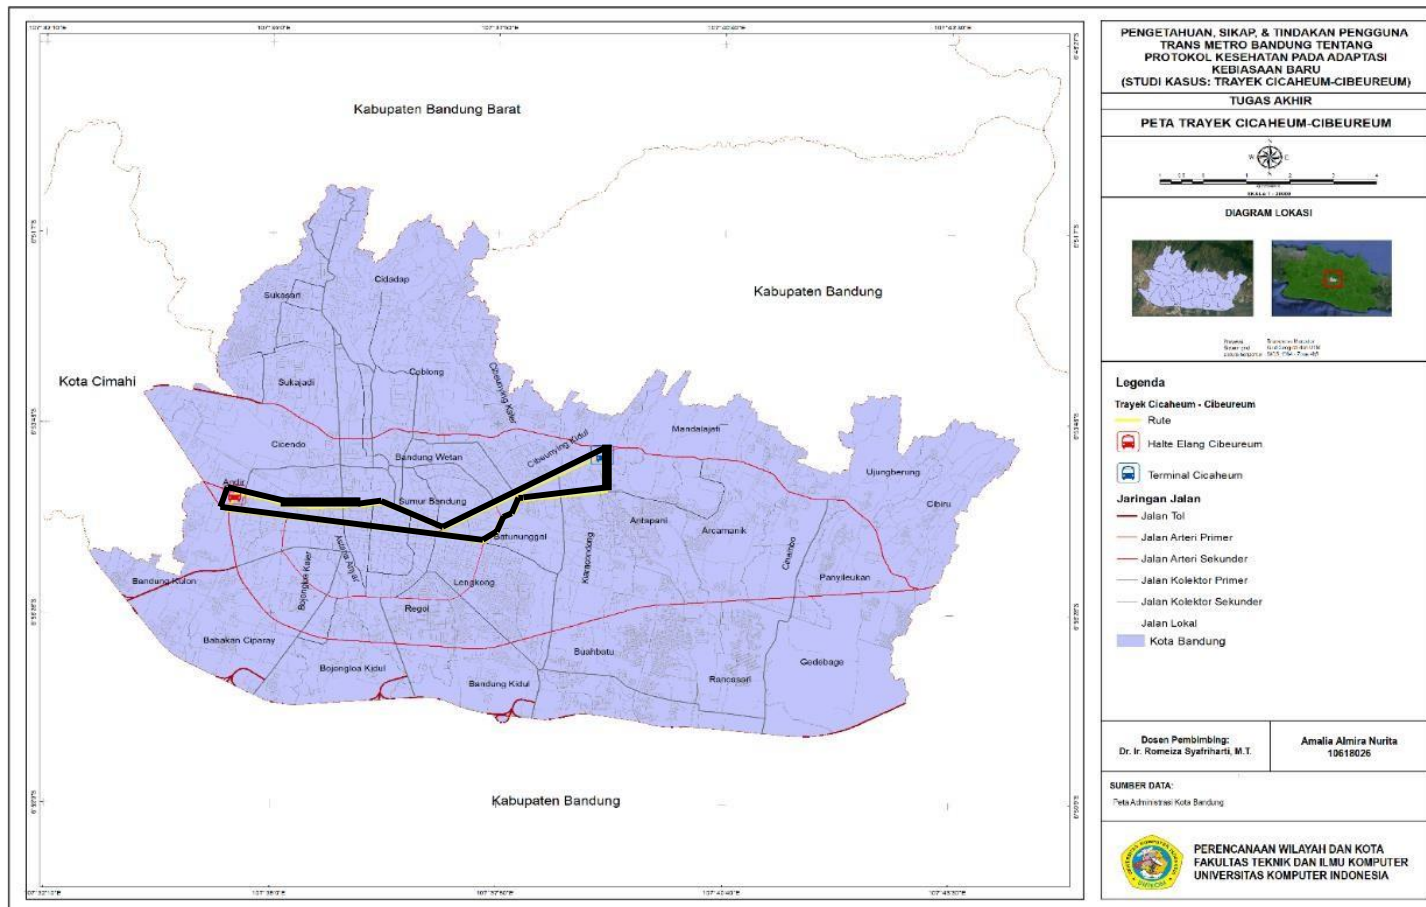 Kabupaten Bandung Barat
Cidadap
Sukasari
Kabupaten Bandung
Kota Cimahi
Sukajadi
Coblong
Cibeunying Kaler
Mandalajati
Cicendo
Cibeunying Kidul
Bandung Wetan
Ujungberung
Andir
Sumur Bandung
Cibiru
Antapani
Arcamanik
Batununggal
Kiaracondong
Cinambo
Astana Anyar
Bandung Kulon
Bojongloa Kaler
Lengkong
Panyileukan
Regol
Babakan Ciparay
Buahbatu
Gedebage
Bojongloa Kidul
Bandung Kidul
Rancasari
Kabupaten Bandung
PENGETAHUAN, SIKAP, & TINDAKAN PENGGUNA
TRANS METRO BANDUNG TENTANG
PROTOKOL KESEHATAN PADA ADAPTASI
KEBIASAAN BARU
(STUDI KASUS: TRAYEK CICAHEUM-CIBEUREUM)
TUGAS AKHIR
PETA TRAYEK CICAHEUM-CIBEUREUM
DIAGRAM LOKASI
Legenda
Trayek Cicaheum - Cibeureum
Rute
Halte Elang Cibeureum
Terminal Cicaheum
Jaringan Jalan
Jalan Tol
Jalan Arteri Primer
Jalan Arteri Sekunder
Jalan Kolektor Primer
Jalan Kolektor Sekunder
Jalan Lokal
Kota Bandung
Dosen Pembimbing:
Dr. Ir. Romeiza Syafriharti, M.T.
Amalia Almira Nurita
10618026
SUMBER DATA:
Peta Administrasi Kota Bandung
PERENCANAAN WILAYAH DAN KOTA
FAKULTAS TEKNIK DAN ILMU KOMPUTER
UNIVERSITAS KOMPUTER INDONESIA